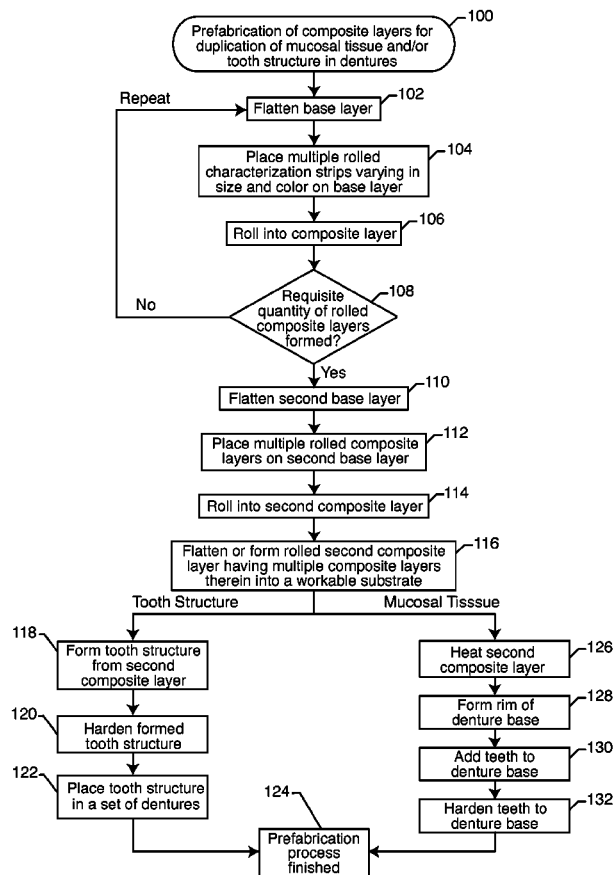 100
Prefabrication of composite layers for
duplication of mucosal tissue and/or
tooth structure in dentures
Repeat
102
Flatten base layer
104
Place multiple rolled
characterization strips varying in
size and color on base layer
106
Roll into composite layer
108
Requisite
quantity of rolled
composite layers
formed?
No
Yes
110
Flatten second base layer
112
Place multiple rolled composite
layers on second base layer
114
Roll into second composite layer
116
Flatten or form rolled second composite
layer having multiple composite layers
therein into a workable substrate
Tooth Structure
Mucosal Tisssue
118
Form tooth structure
from second
composite layer
120
Harden formed
tooth structure
122
Place tooth structure
in a set of dentures
126
Heat second
composite layer
128
Form rim of
denture base
130
Add teeth to
denture base
132
Harden teeth to
denture base
124
Prefabrication
process
finished